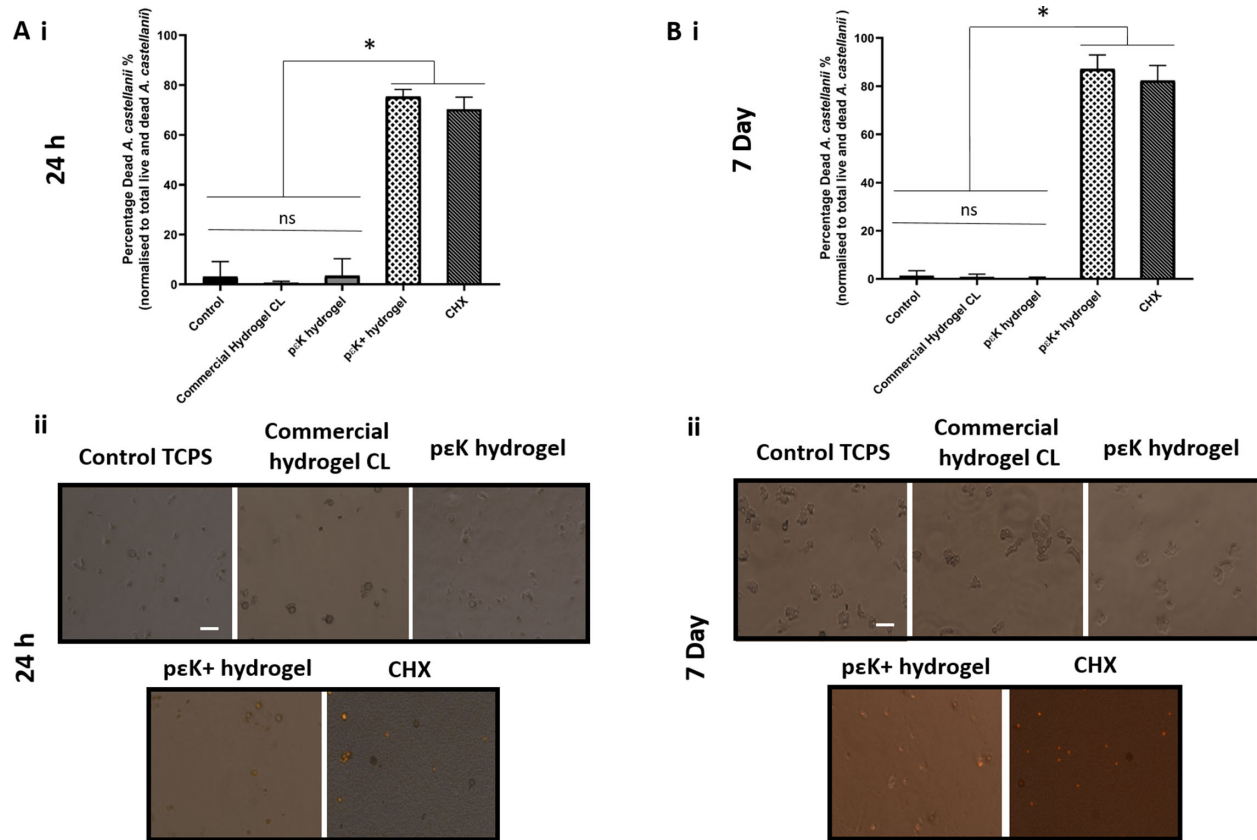 A i
24 h
Percentage Dead A. castellanii %
(normalised to total live and dead A. castellanii)
100
80
60
40
20
0
*
ns
Control
Commercial Hydrogel CL
pεK hydrogel
pεK+ hydrogel
CHX
B i
7 Day
Percentage Dead A. castellanii %
(normalised to total live and dead A. castellanii)
100
80
60
40
20
0
*
ns
Control
Commercial Hydrogel CL
pεK hydrogel
pεK+ hydrogel
CHX
ii
24 h
Control TCPS
Commercial
hydrogel CL
pεK hydrogel
pεK+ hydrogel
CHX
ii
7 Day
Control TCPS
Commercial
hydrogel CL
pεK hydrogel
pεK+ hydrogel
CHX